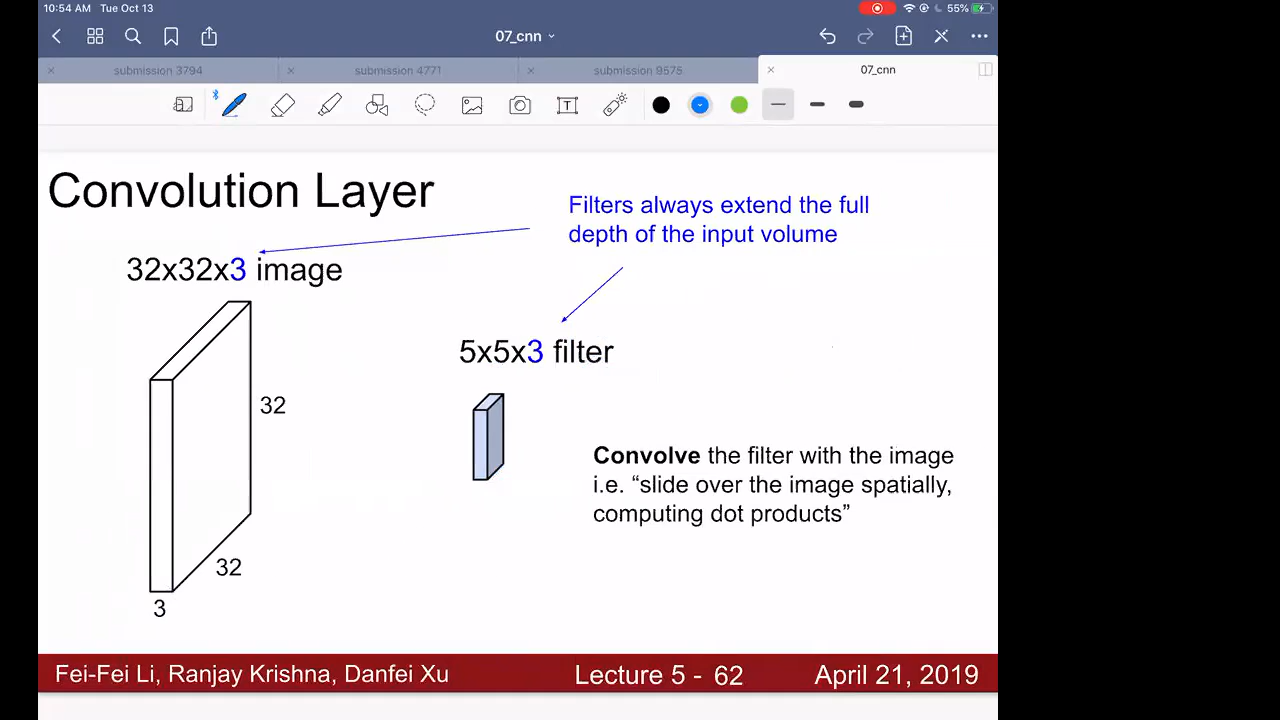 10:54 AM Tue Oct 13
55%
07_cnn
submission 3794
submission 4771
submission 9575
07_cnn
T
Convolution Layer
Filters always extend the full
depth of the input volume
32x32x3 image
5x5x3 filter
32
Convolve the filter with the image
i.e. “slide over the image spatially,
computing dot products”
32
3
Fei-Fei Li, Ranjay Krishna, Danfei Xu
Lecture 5 - 62
April 21, 2019